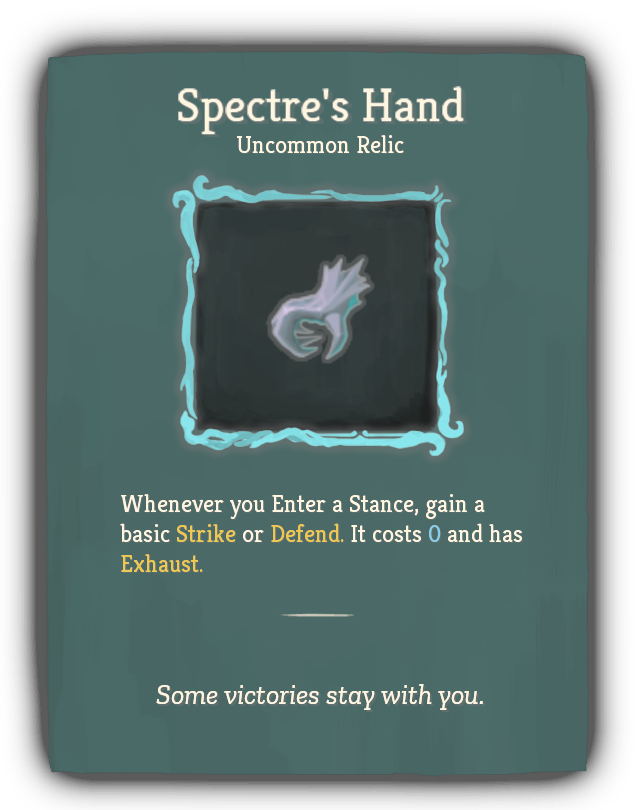 Spectre's Hand
Uncommon Relic
Whenever you Enter a Stance, gain a
basic Strike or Defend. It costs 0 and has
Exhaust.
Some victories stay with you.